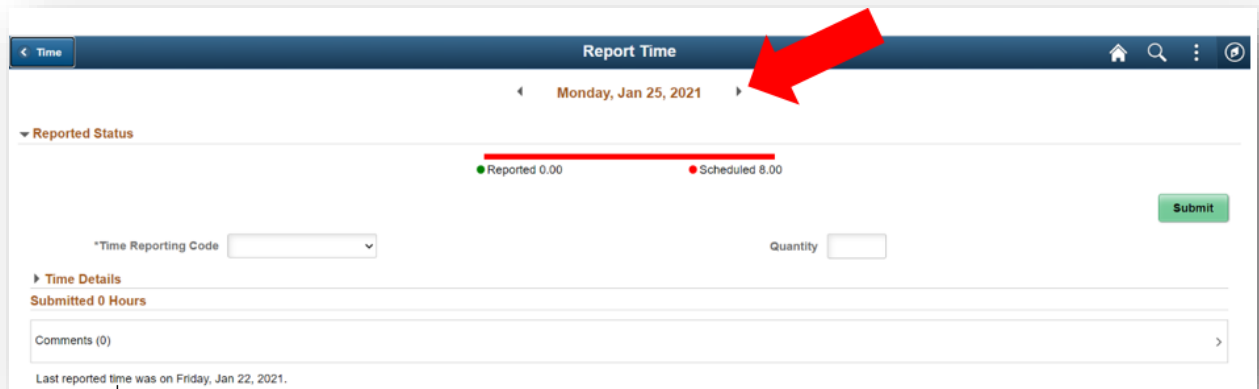 Time
Report Time
Monday, Jan 25, 2021
Reported Status
Reported 0.00
Scheduled 8.00
Submit
*Time Reporting Code
Quantity
Time Details
Submitted 0 Hours
Comments (0)
Last reported time was on Friday, Jan 22, 2021.